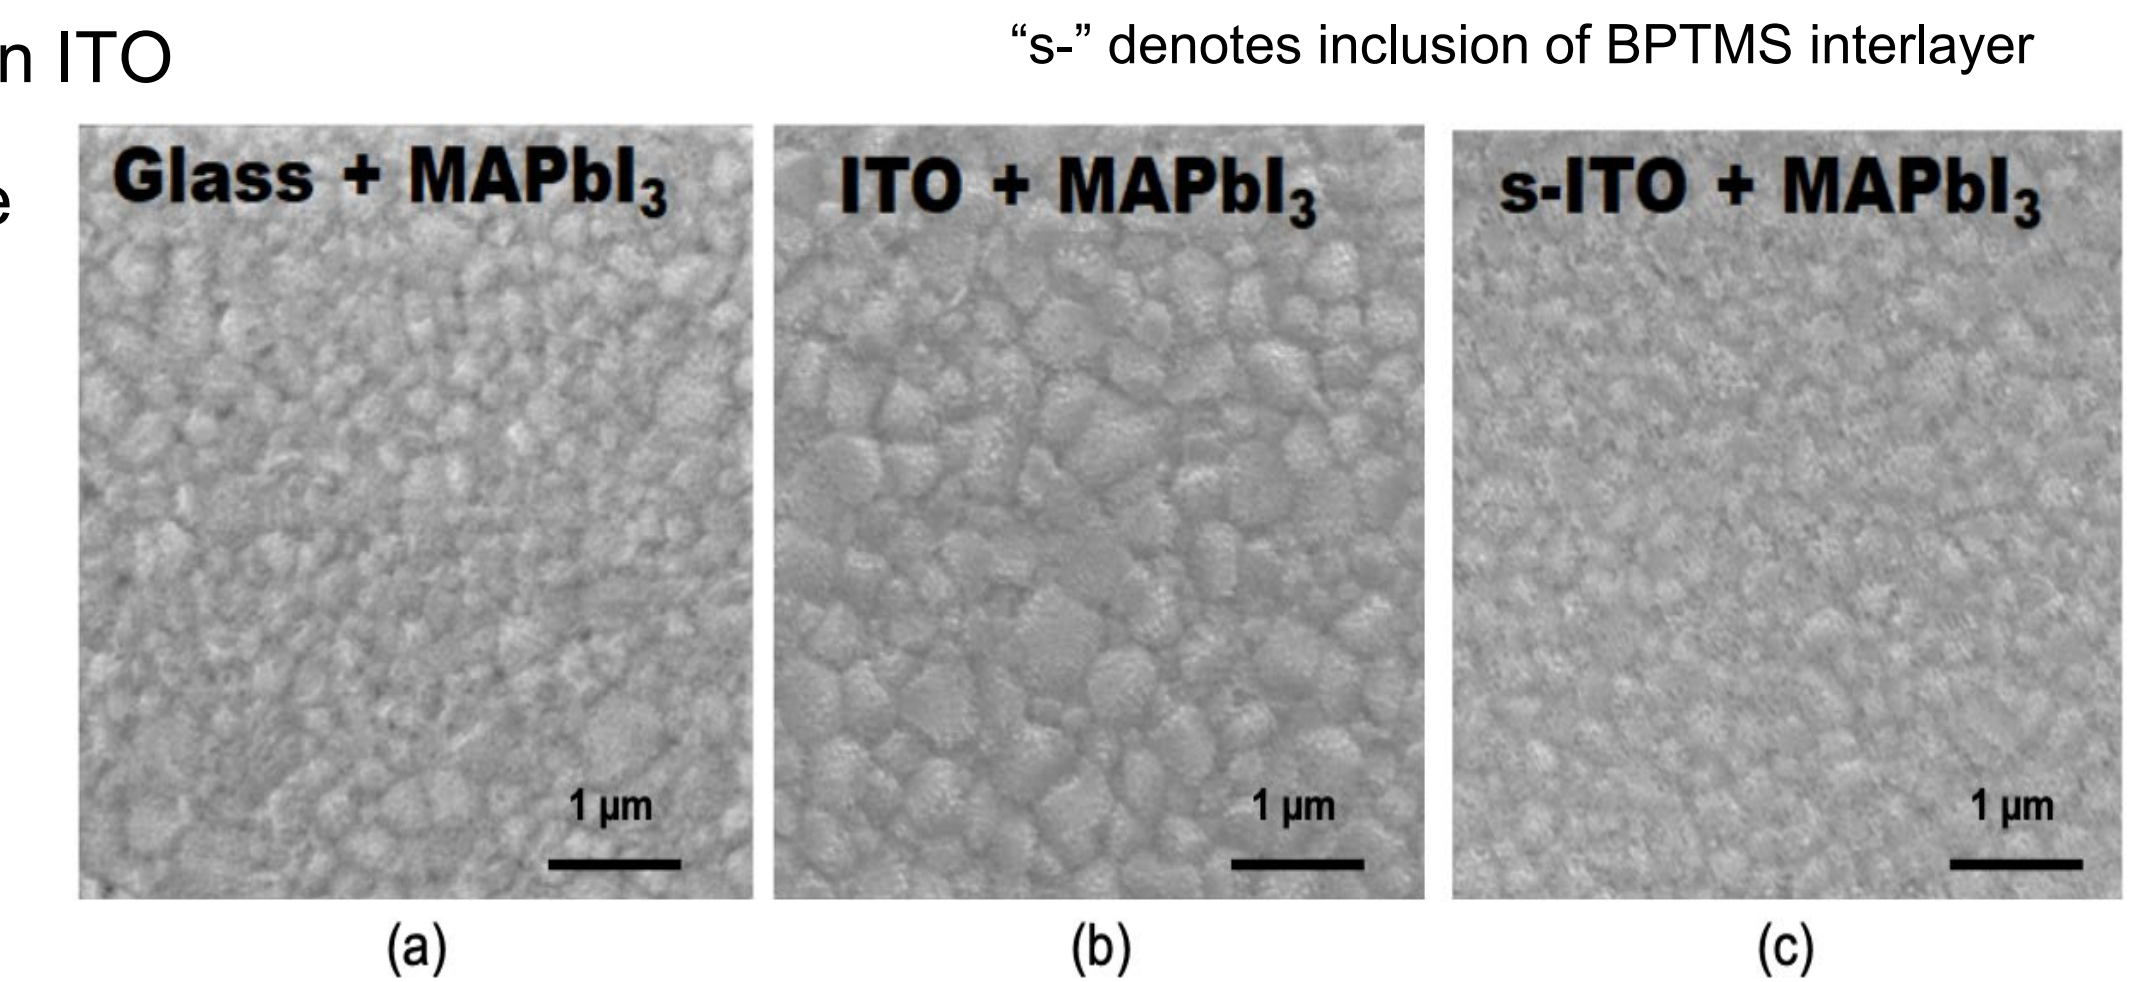 n ITO
“s-” denotes inclusion of BPTMS interlayer
e
Glass + MAPbI₃
ITO + MAPbI₃
s-ITO + MAPbI₃
1 µm
1 µm
1 µm
(a)
(b)
(c)